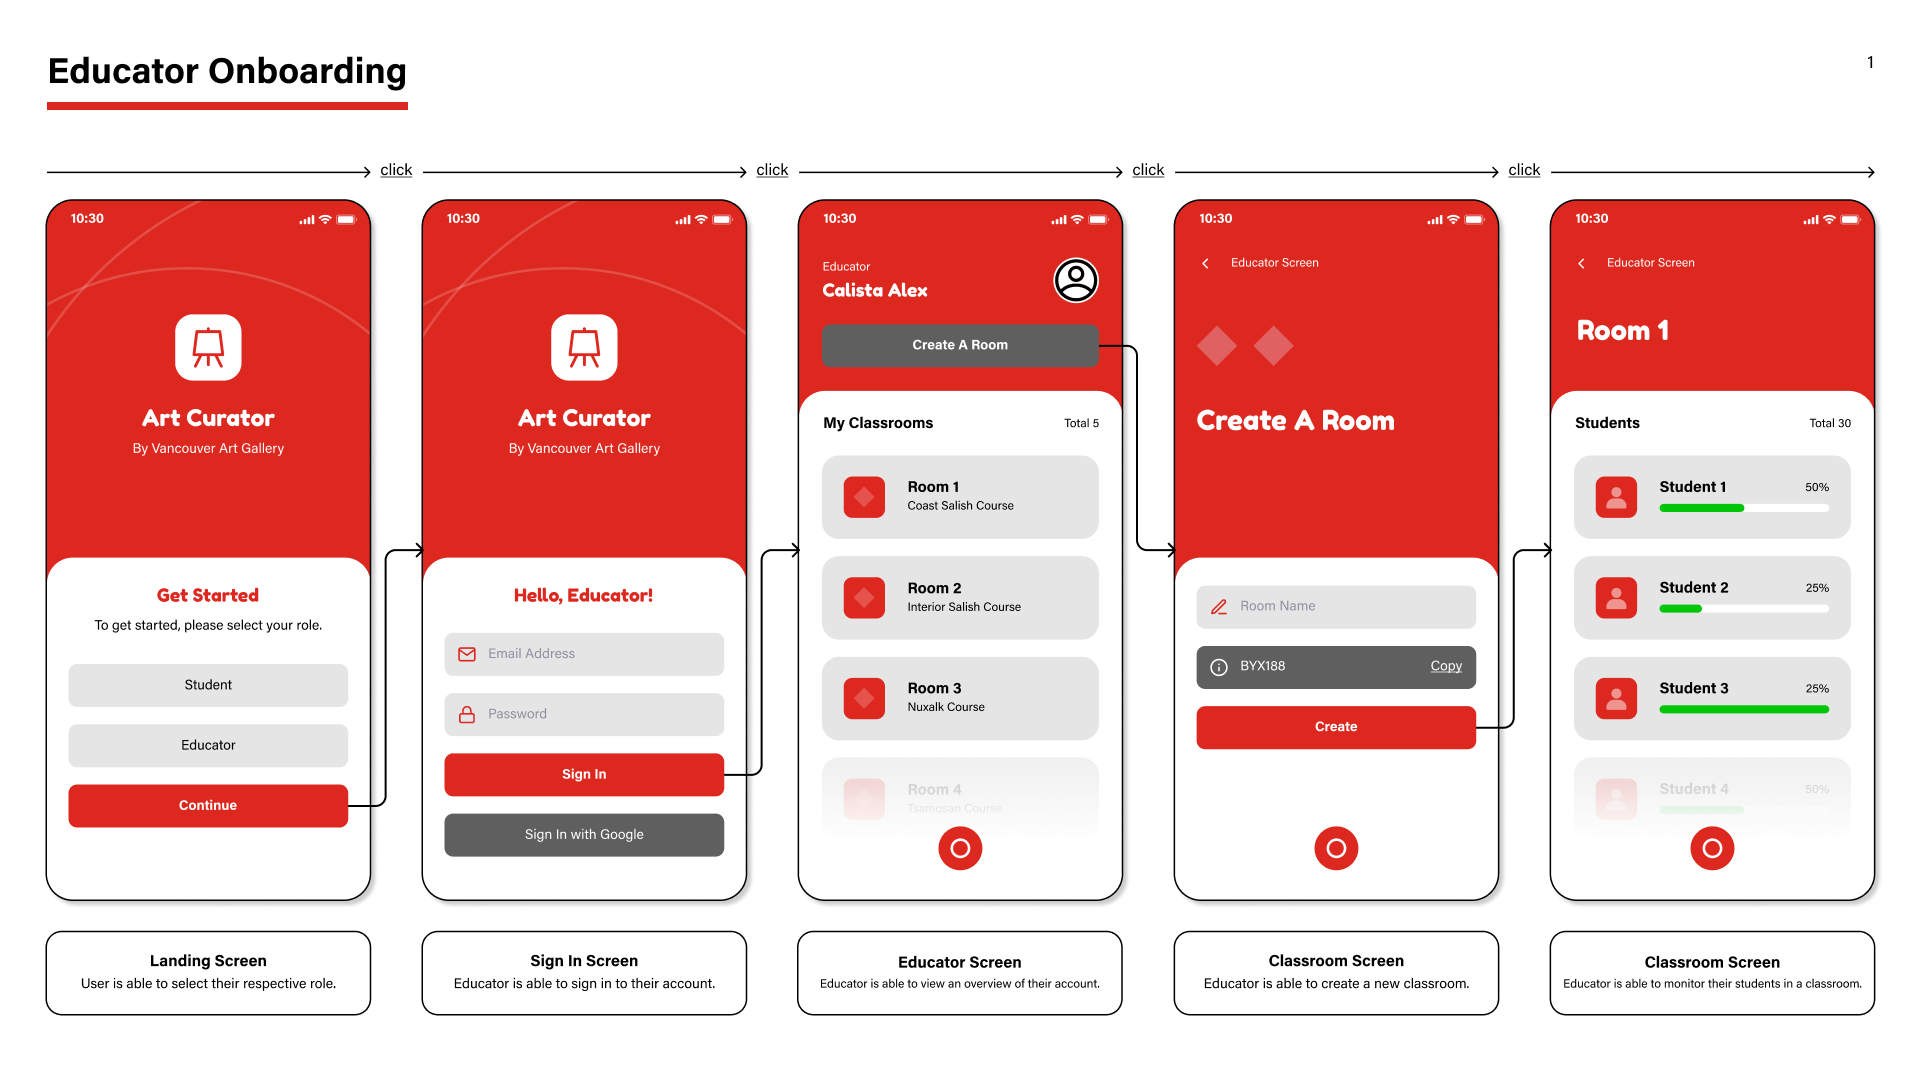 Educator Onboarding
1
click
click
click
click
10:30
Art Curator
By Vancouver Art Gallery
Get Started
To get started, please select your role.
Student
Educator
Continue
Landing Screen
User is able to select their respective role.
10:30
Art Curator
By Vancouver Art Gallery
Hello, Educator!
Email Address
Password
Sign In
Sign In with Google
Sign In Screen
Educator is able to sign in to their account.
10:30
Educator
Calista Alex
Create A Room
My Classrooms
Total 5
Room 1
Coast Salish Course
Room 2
Interior Salish Course
Room 3
Nuxalk Course
Room 4
Tsamosan Course
Educator Screen
Educator is able to view an overview of their account.
10:30
Educator Screen
Create A Room
Room Name
BYX188
Copy
Create
Classroom Screen
Educator is able to create a new classroom.
10:30
Educator Screen
Room 1
Students
Total 30
Student 1
50%
Student 2
25%
Student 3
25%
Student 4
50%
Classroom Screen
Educator is able to monitor their students in a classroom.